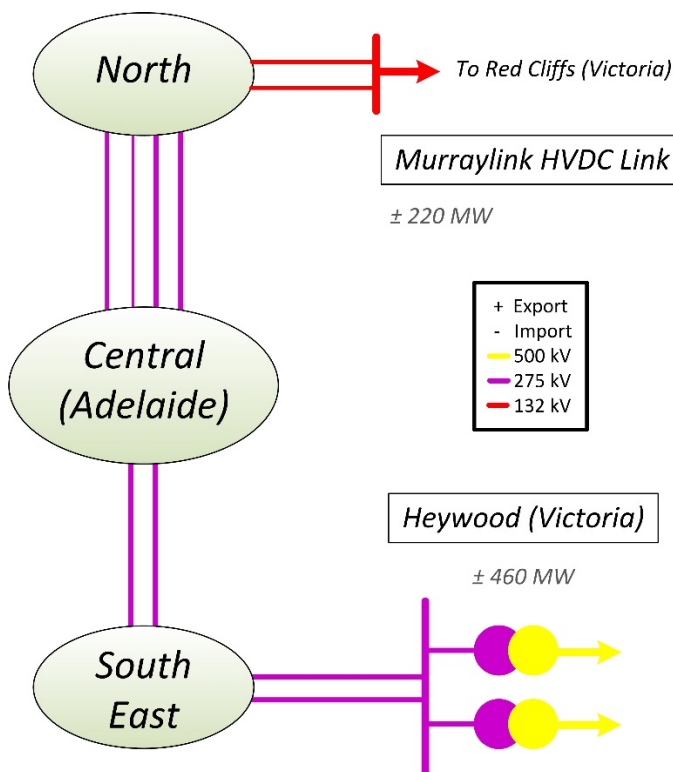 North
To Red Cliffs (Victoria)
Murraylink HVDC Link
± 220 MW
+ Export
- Import
500 kV
275 kV
132 kV
Central
(Adelaide)
Heywood (Victoria)
± 460 MW
South
East